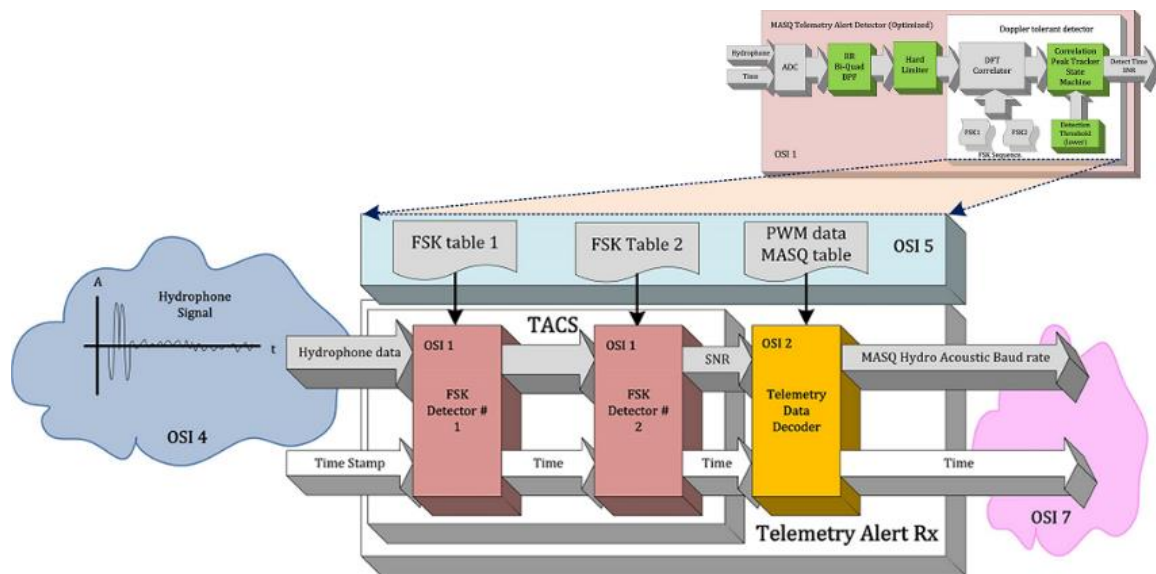 MASQ Telemetry Alert Detector (Optimized)
Doppler tolerant detector
Hydrophone
Time
ADC
IIR
Bi-Quad
BPF
Hard
Limiter
DFT
Correlator
Correlation
Peak Tracker
State
Machine
Detect Time
SNR
FSK1
FSK2
FSK Sequence
Detection
Threshold
(lower)
OSI 1
FSK table 1
FSK Table 2
PWM data
MASQ table
OSI 5
A
Hydrophone
Signal
t
OSI 4
TACS
Hydrophone data
OSI 1
FSK
Detector #
1
OSI 1
FSK
Detector #
2
SNR
OSI 2
Telemetry
Data
Decoder
MASQ Hydro Acoustic Baud rate
Time Stamp
Time
Time
Time
Telemetry Alert Rx
OSI 7